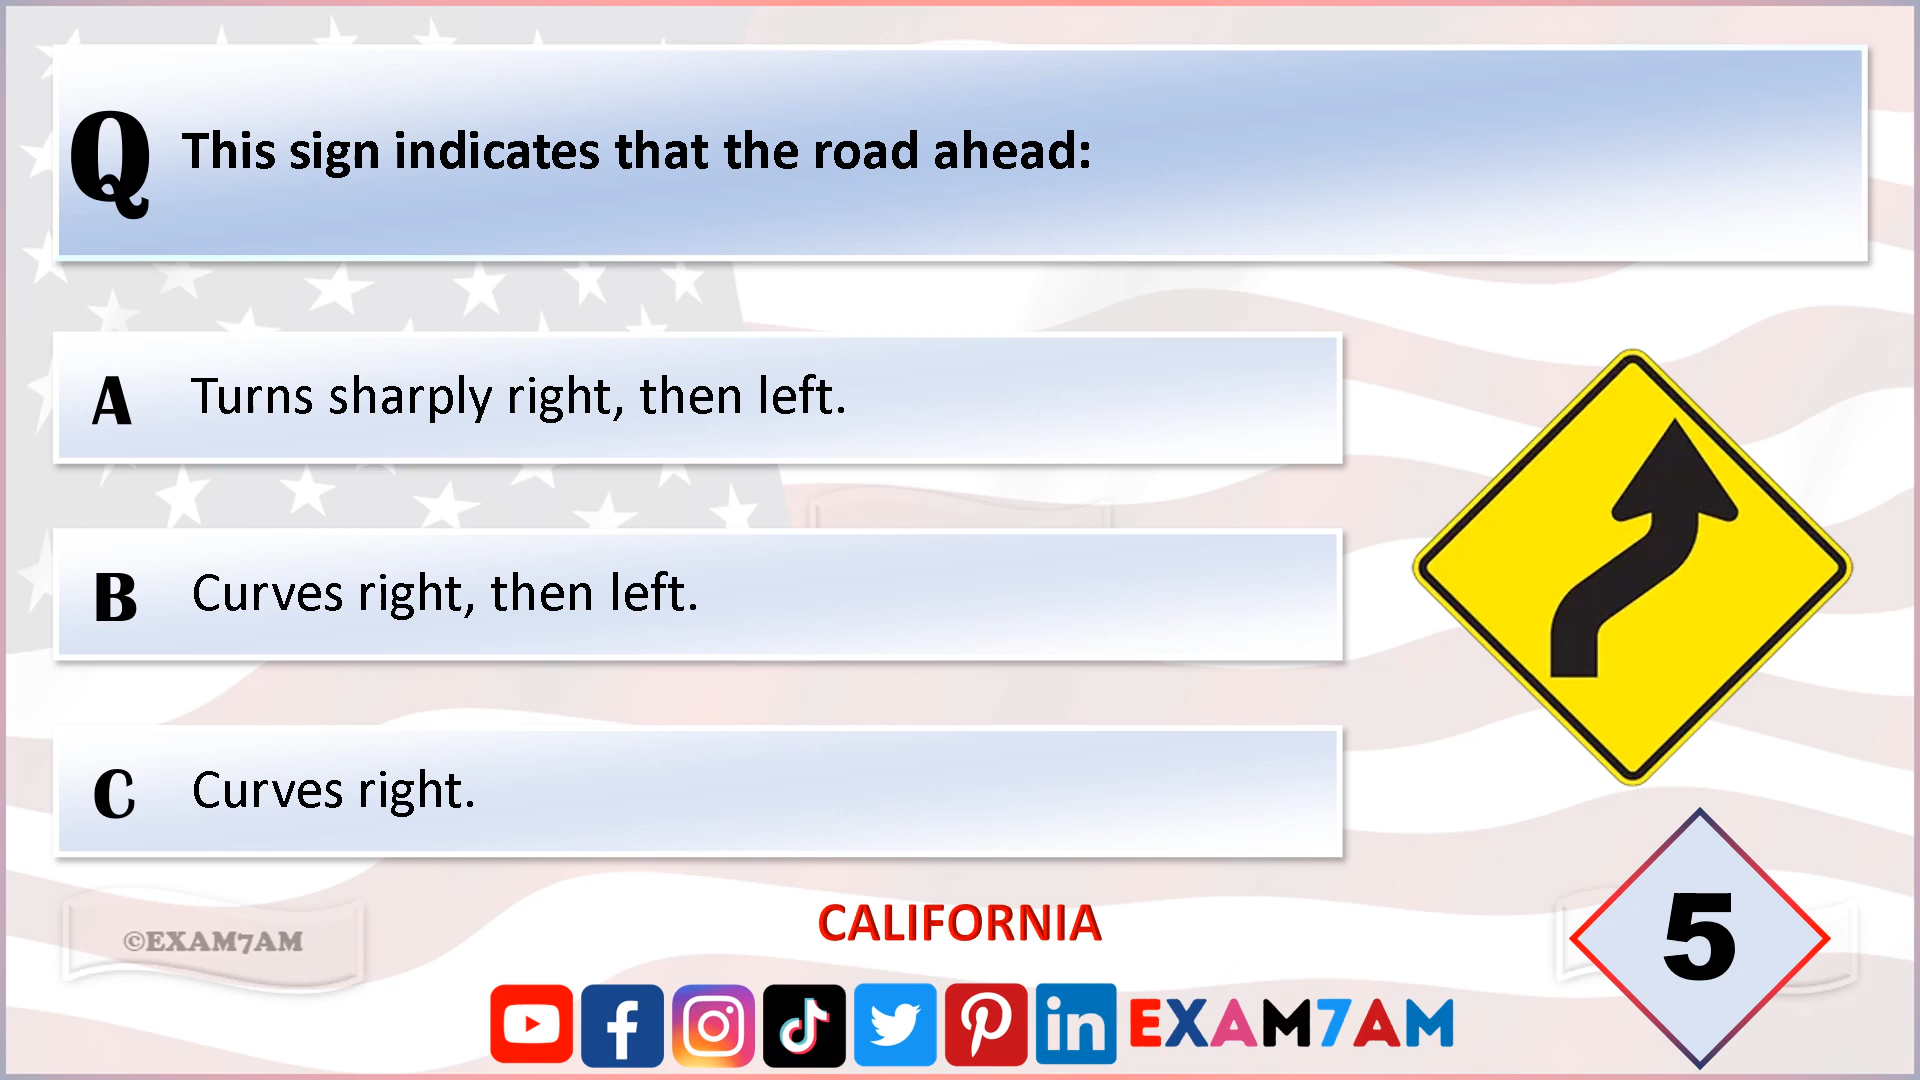 Q This sign indicates that the road ahead:
A Turns sharply right, then left.
B Curves right, then left.
C Curves right.
CALIFORNIA
©EXAM7AM
5
EXAM7AM